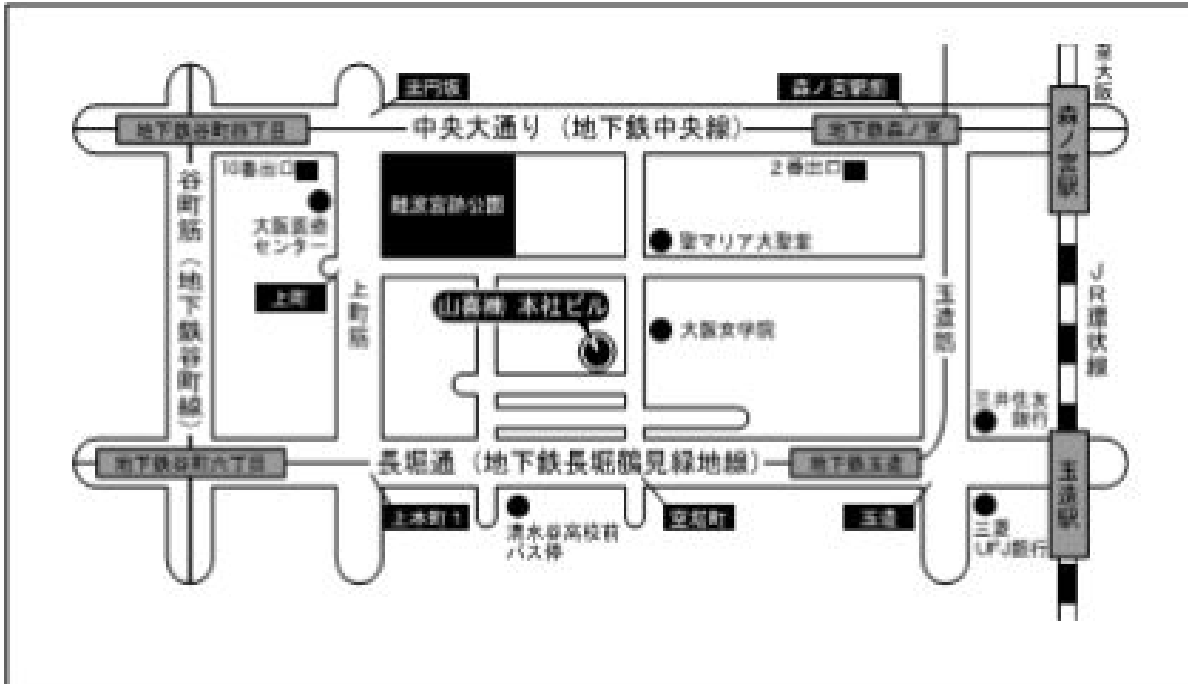 至大阪
法円坂
森ノ宮駅前
地下鉄谷町四丁目
中央大通り（地下鉄中央線）
地下鉄森ノ宮
森ノ宮駅
10番出口
2番出口
谷町筋（地下鉄谷町線）
難波宮跡公園
大阪医療
センター
聖マリア大聖堂
上町
上町筋
山喜㈱ 本社ビル
大阪女学院
玉造筋
JR環状線
三井住友
銀行
地下鉄谷町六丁目
長堀通（地下鉄長堀鶴見緑地線）
地下鉄玉造
玉造駅
上本町1
清水谷高校前
バス停
空堀町
玉造
三菱
UFJ銀行